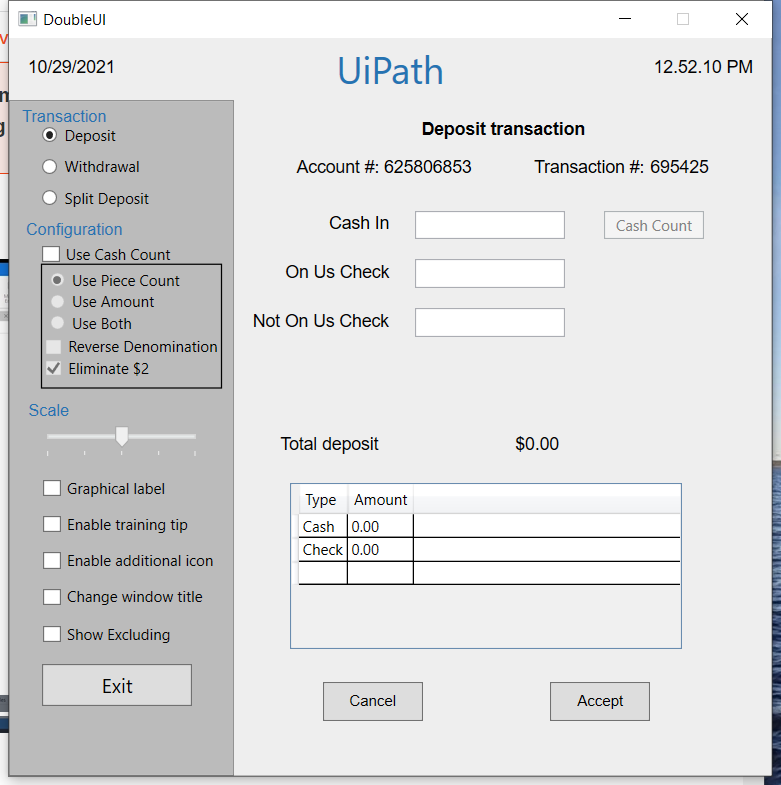 DoubleUI
10/29/2021
UiPath
12.52.10 PM
Transaction
Deposit
Withdrawal
Split Deposit
Configuration
Use Cash Count
Use Piece Count
Use Amount
Use Both
Reverse Denomination
Eliminate $2
Scale
Graphical label
Enable training tip
Enable additional icon
Change window title
Show Excluding
Exit
Deposit transaction
Account #: 625806853 Transaction #: 695425
Cash In
Cash Count
On Us Check
Not On Us Check
Total deposit $0.00
Type Amount
Cash 0.00
Check 0.00
Cancel Accept